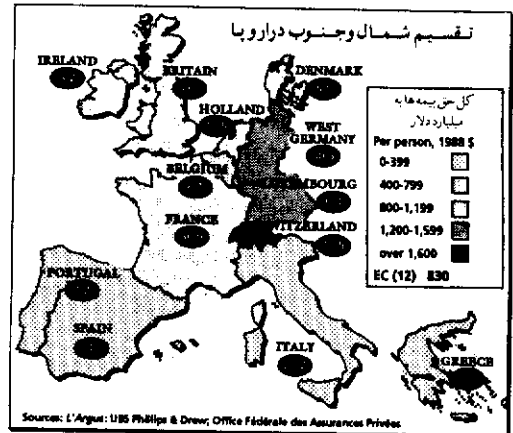 تقسیم شمال وجنوب دراروپا
IRELAND
BRITAIN
DENMARK
HOLLAND
WEST
GERMANY
BELGIUM
LUXEMBOURG
FRANCE
SWITZERLAND
PORTUGAL
SPAIN
ITALY
GREECE
کل حق بیمه‌ها به
میلیارد دلار
Per person, 1988 $
0-399
400-799
800-1,199
1,200-1,599
over 1,600
EC (12) 830
Sources: L'Argus: UBS Phillips & Drew; Office Fédérale des Assurances Privées